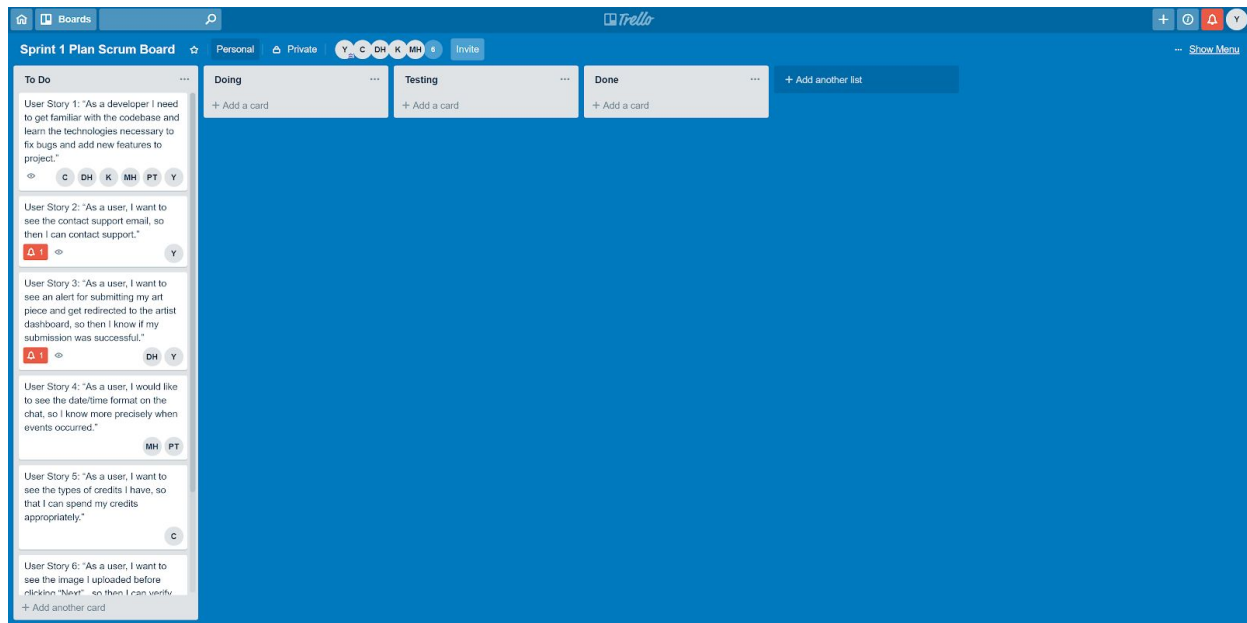 Boards
Trello
Y
Sprint 1 Plan Scrum Board
Personal
Private
Y C DH K MH 6
Invite
... Show Menu
To Do ...
User Story 1: “As a developer I need
to get familiar with the codebase and
learn the technologies necessary to
fix bugs and add new features to
project.”
C DH K MH PT Y
User Story 2: “As a user, I want to
see the contact support email, so
then I can contact support.”
1
Y
User Story 3: “As a user, I want to
see an alert for submitting my art
piece and get redirected to the artist
dashboard, so then I know if my
submission was successful.”
1
DH Y
User Story 4: “As a user, I would like
to see the date/time format on the
chat, so I know more precisely when
events occurred.”
MH PT
User Story 5: “As a user, I want to
see the types of credits I have, so
that I can spend my credits
appropriately.”
C
User Story 6: “As a user, I want to
see the image I uploaded before
clicking “Next”, so then I can verify
+ Add another card
Doing ...
+ Add a card
Testing ...
+ Add a card
Done ...
+ Add a card
+ Add another list